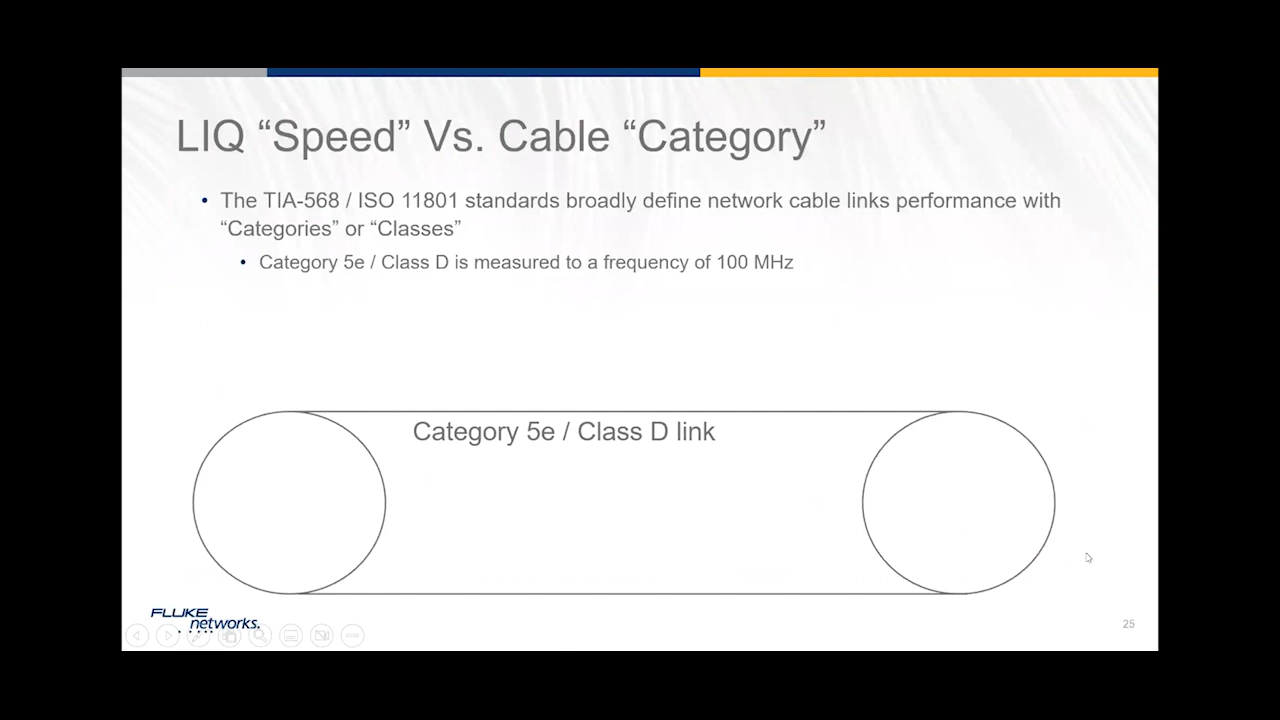 LIQ “Speed” Vs. Cable “Category”
• The TIA-568 / ISO 11801 standards broadly define network cable links performance with
“Categories” or “Classes”
• Category 5e / Class D is measured to a frequency of 100 MHz
Category 5e / Class D link
FLUKE
networks.
25